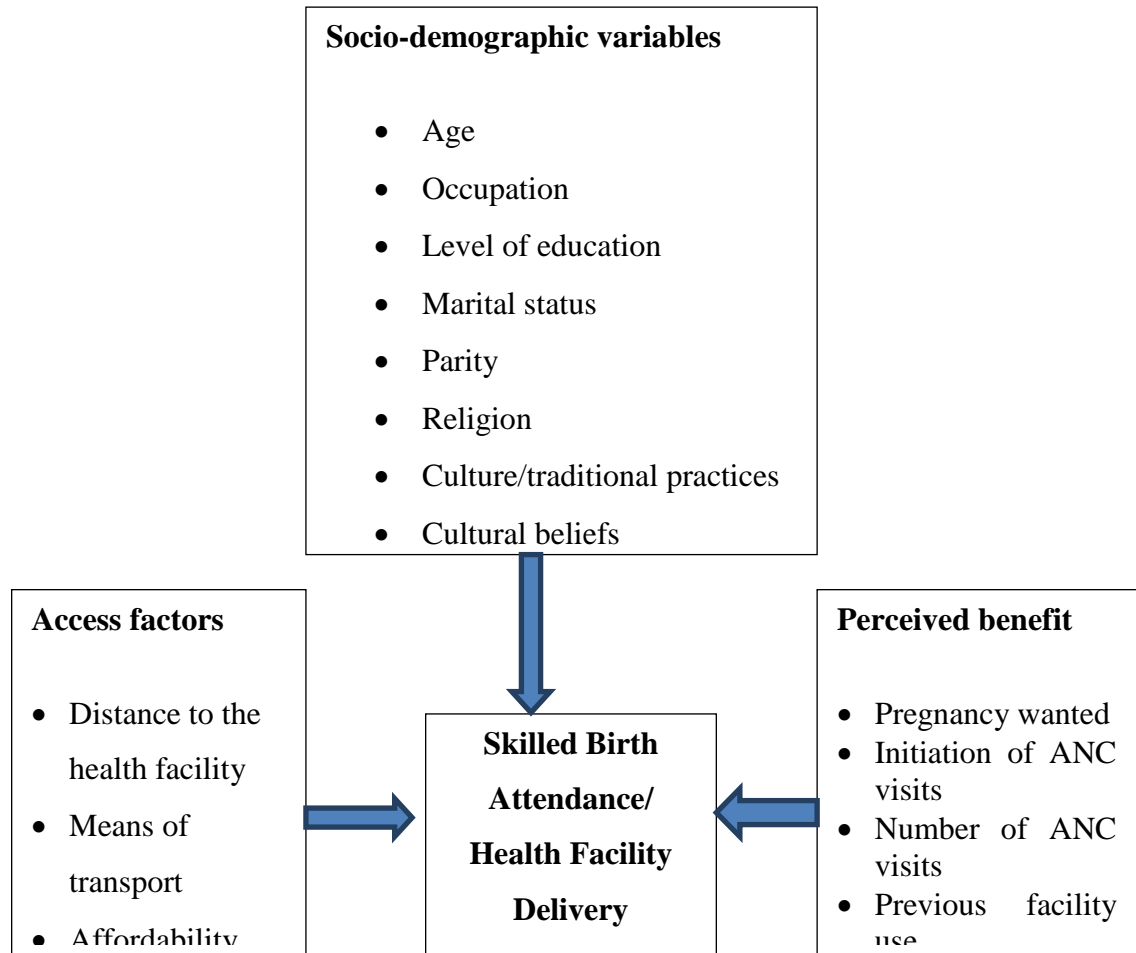 Socio-demographic variables
• Age
• Occupation
• Level of education
• Marital status
• Parity
• Religion
• Culture/traditional practices
• Cultural beliefs
Access factors
• Distance to the
health facility
• Means of
transport
• Affordability
Skilled Birth
Attendance/
Health Facility
Delivery
Perceived benefit
• Pregnancy wanted
• Initiation of ANC
visits
• Number of ANC
visits
• Previous facility
use